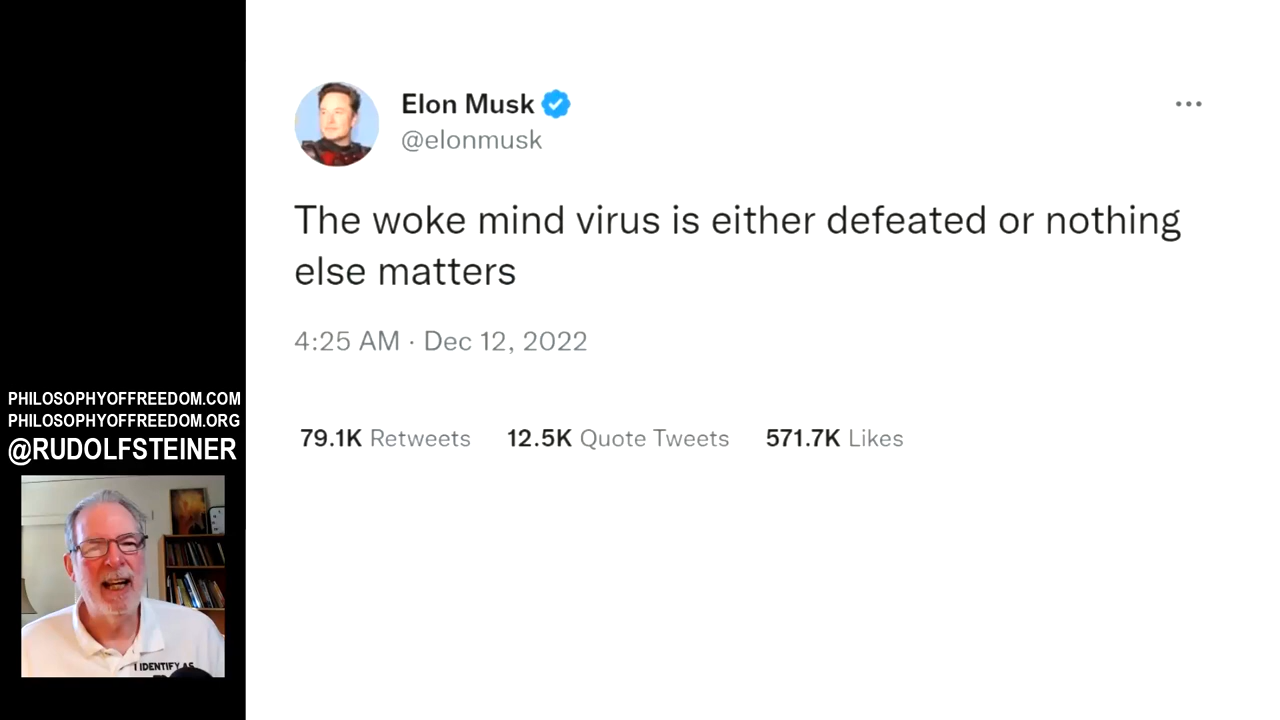 Elon Musk
@elonmusk
The woke mind virus is either defeated or nothing
else matters
4:25 AM · Dec 12, 2022
79.1K Retweets 12.5K Quote Tweets 571.7K Likes
PHILOSOPHYOFFREEDOM.COM
PHILOSOPHYOFFREEDOM.ORG
@RUDOLFSTEINER
I IDENTIFY AS